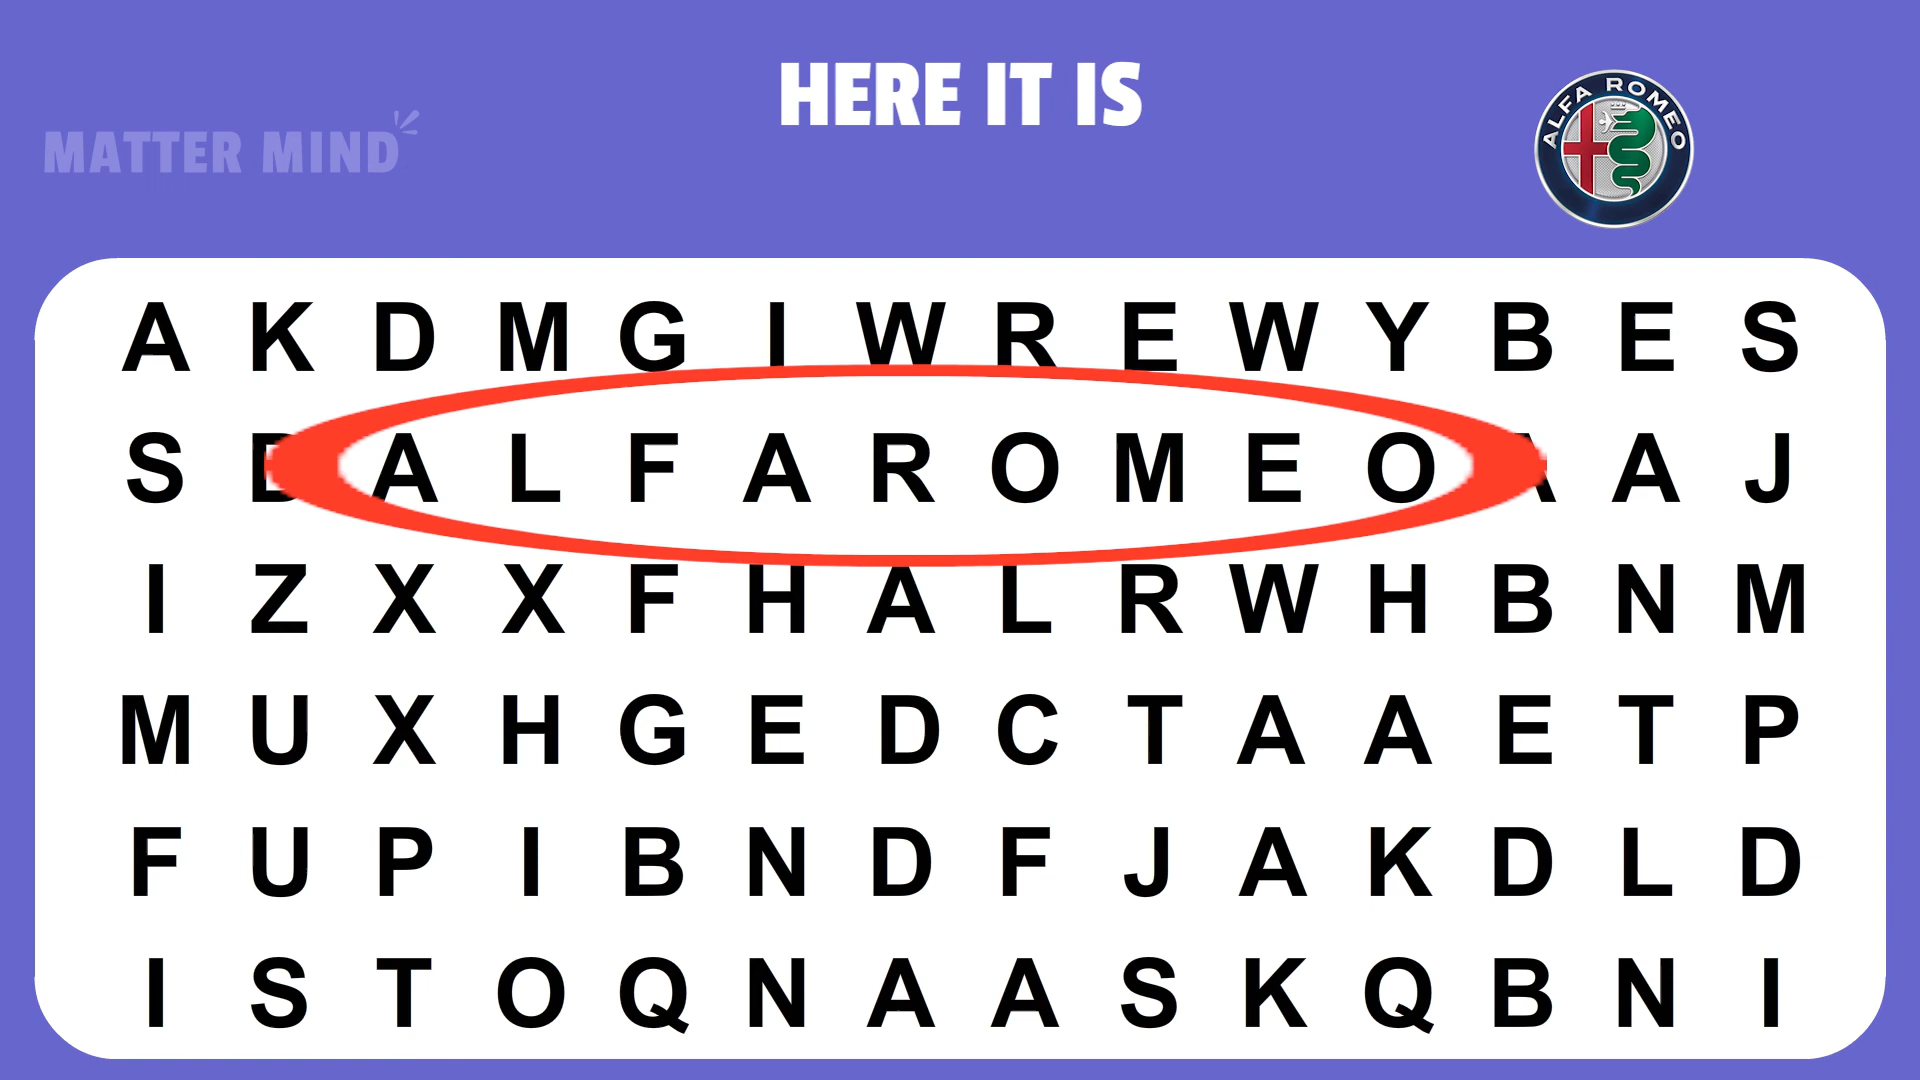 HERE IT IS
MATTER MIND
ALFA ROMEO
A K D M G I W R E W Y B E S
S D A L F A R O M E O A A J
I Z X X F H A L R W H B N M
M U X H G E D C T A A E T P
F U P I B N D F J A K D L D
I S T O Q N A A S K Q B N I